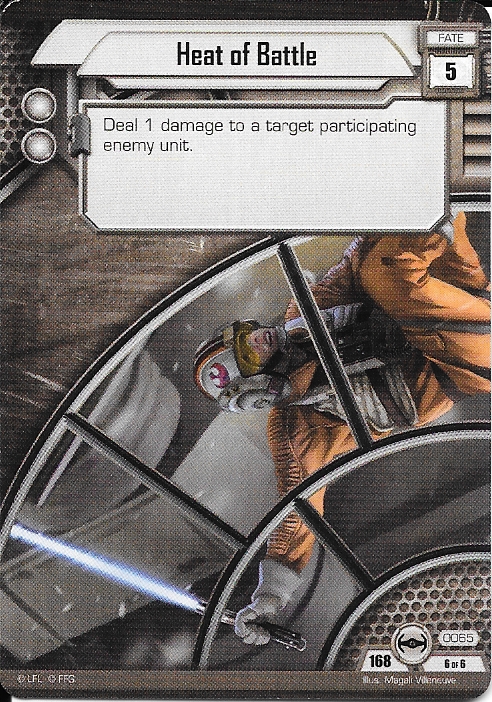 Heat of Battle
FATE
5
Deal 1 damage to a target participating
enemy unit.
0065
168
6 OF 6
© LFL © FFG
Illus. Magali Villeneuve